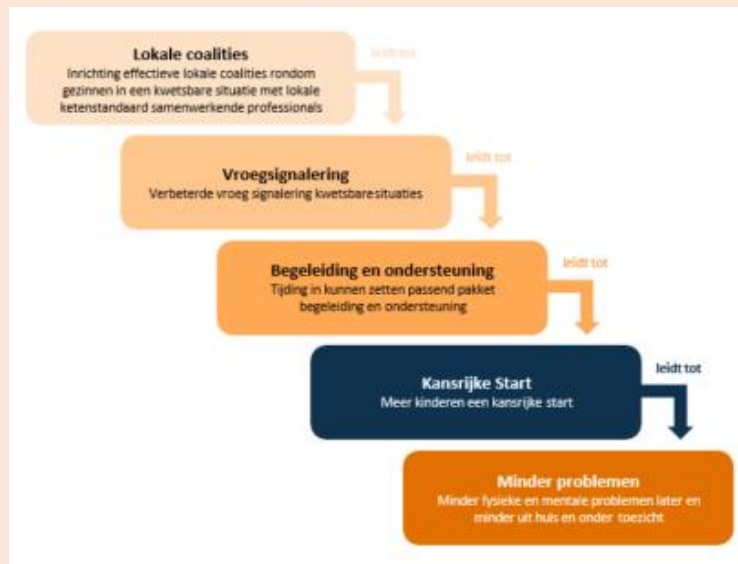 Lokale coalities
Inrichting effectieve lokale coalities rondom
gezinnen in een kwetsbare situatie met lokale
ketenstandaard samenwerkende professionals
leidt tot
Vroegsignalering
Verbeterde vroeg signalering kwetsbare situaties
leidt tot
Begeleiding en ondersteuning
Tijding in kunnen zetten passend pakket
begeleiding en ondersteuning
leidt tot
Kansrijke Start
Meer kinderen een kansrijke start
leidt tot
Minder problemen
Minder fysieke en mentale problemen later en
minder uit huis en onder toezicht